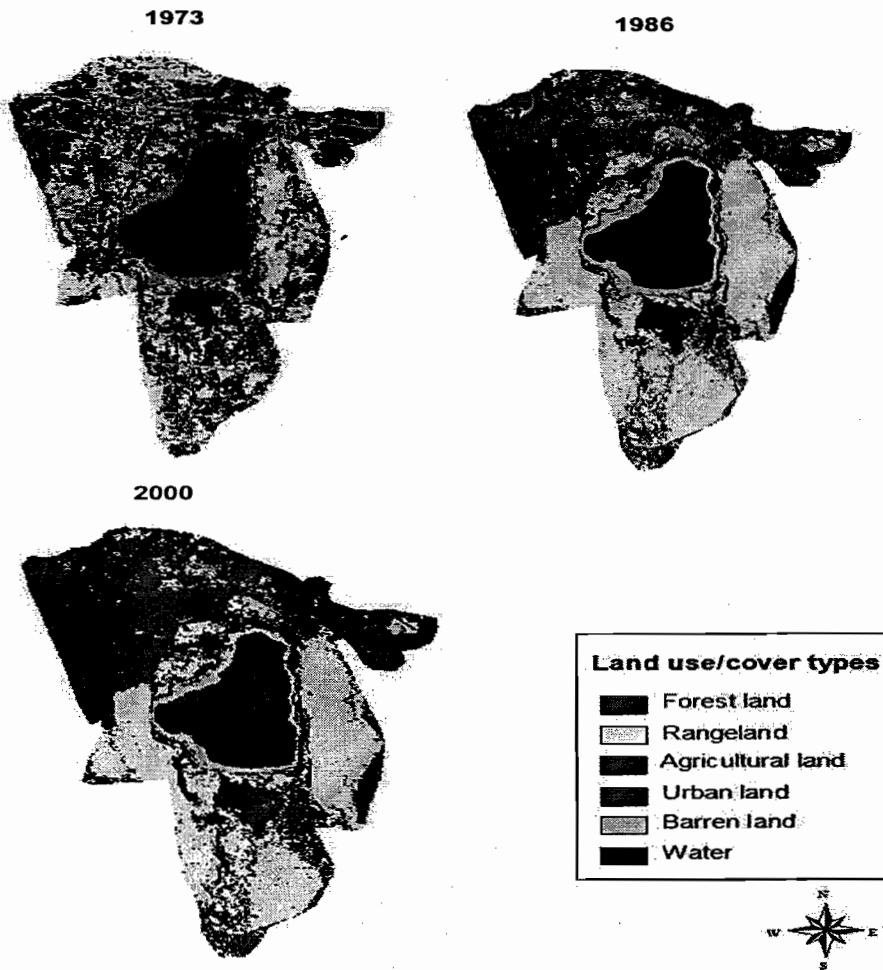 1973
1986
2000
Land use/cover types
Forest land
Rangeland
Agricultural land
Urban land
Barren land
Water
N
W E
S